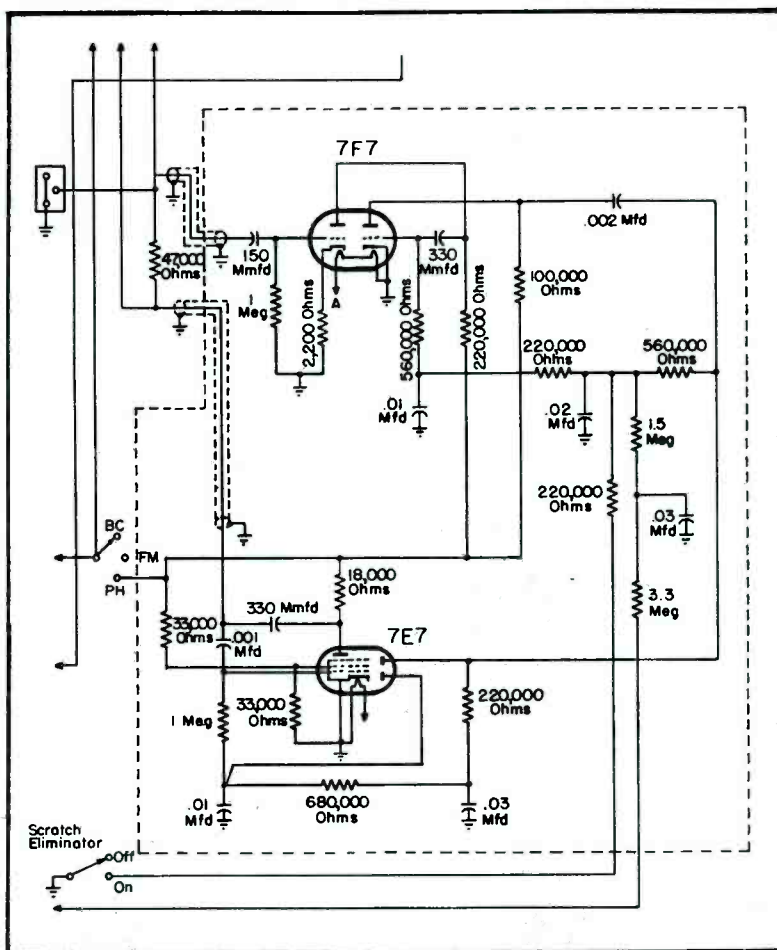 7F7
.002 Mfd
47,000
Ohms
150
Mmfd
330
Mmfd
1
Meg
A
2,200 Ohms
560,000 Ohms
220,000 Ohms
100,000
Ohms
220,000
Ohms
560,000
Ohms
.01
Mfd
.02
Mfd
1.5
Meg
220,000
Ohms
.03
Mfd
BC
FM
PH
18,000
Ohms
3.3
Meg
330 Mmfd
33,000
Ohms
.001
Mfd
7E7
1 Meg
33,000
Ohms
220,000
Ohms
.01
Mfd
680,000
Ohms
.03
Mfd
Scratch
Eliminator
Off
On